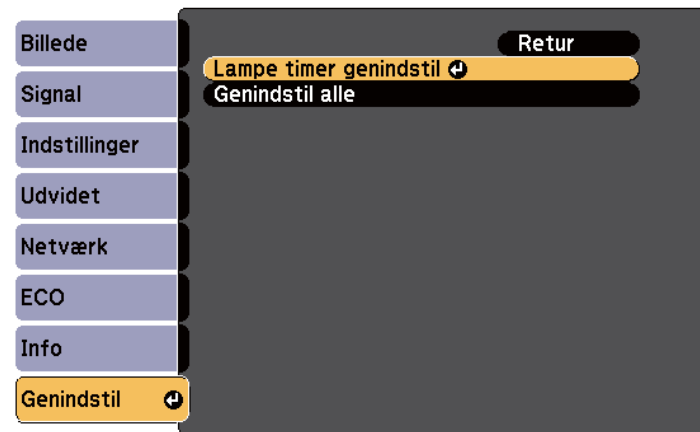 Billede
Signal
Indstillinger
Udvidet
Netværk
ECO
Info
Genindstil
Retur
Lampe timer genindstil
Genindstil alle